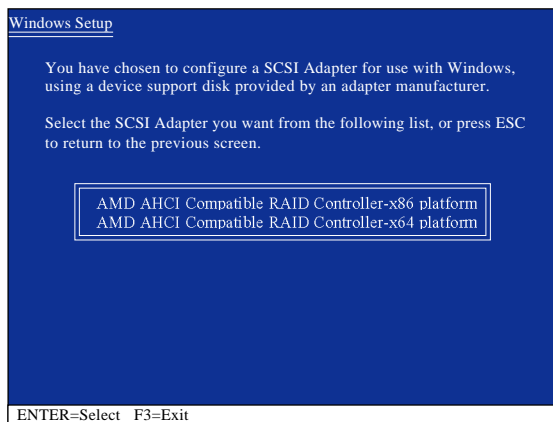 Windows Setup
You have chosen to configure a SCSI Adapter for use with Windows,
using a device support disk provided by an adapter manufacturer.
Select the SCSI Adapter you want from the following list, or press ESC
to return to the previous screen.
AMD AHCI Compatible RAID Controller-x86 platform
AMD AHCI Compatible RAID Controller-x64 platform
ENTER=Select F3=Exit